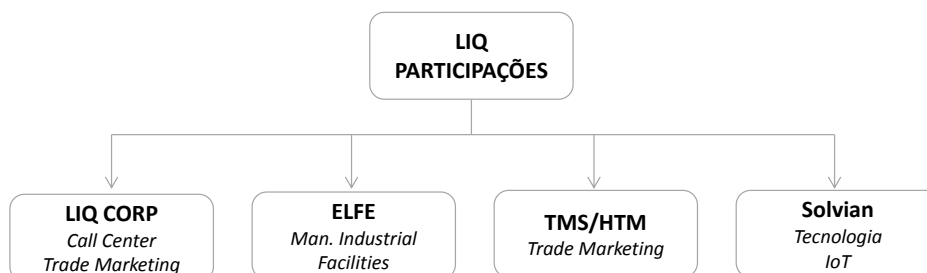 LIQ
PARTICIPAÇÕES
LIQ CORP
Call Center
Trade Marketing
ELFE
Man. Industrial
Facilities
TMS/HTM
Trade Marketing
Solvian
Tecnologia
IoT